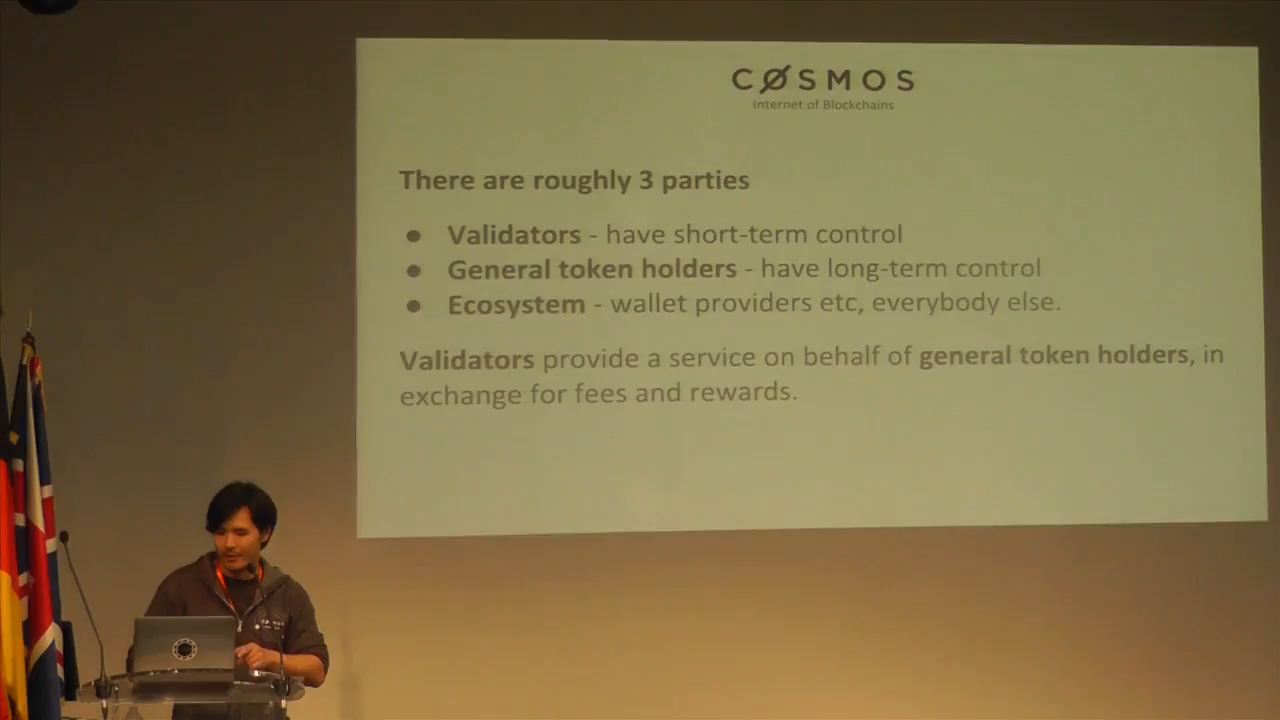 CØSMOS
Internet of Blockchains
There are roughly 3 parties
● Validators - have short-term control
● General token holders - have long-term control
● Ecosystem - wallet providers etc, everybody else.
Validators provide a service on behalf of general token holders, in
exchange for fees and rewards.